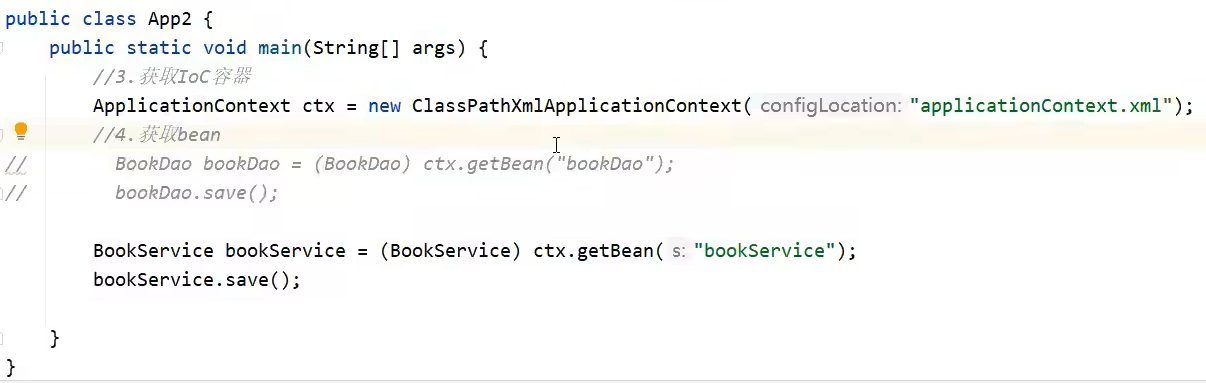 public class App2 {
public static void main(String[] args) {
//3.获取IoC容器
ApplicationContext ctx = new ClassPathXmlApplicationContext( configLocation: "applicationContext.xml");
//4.获取bean
// BookDao bookDao = (BookDao) ctx.getBean("bookDao");
// bookDao.save();
BookService bookService = (BookService) ctx.getBean( s: "bookService");
bookService.save();
}
}